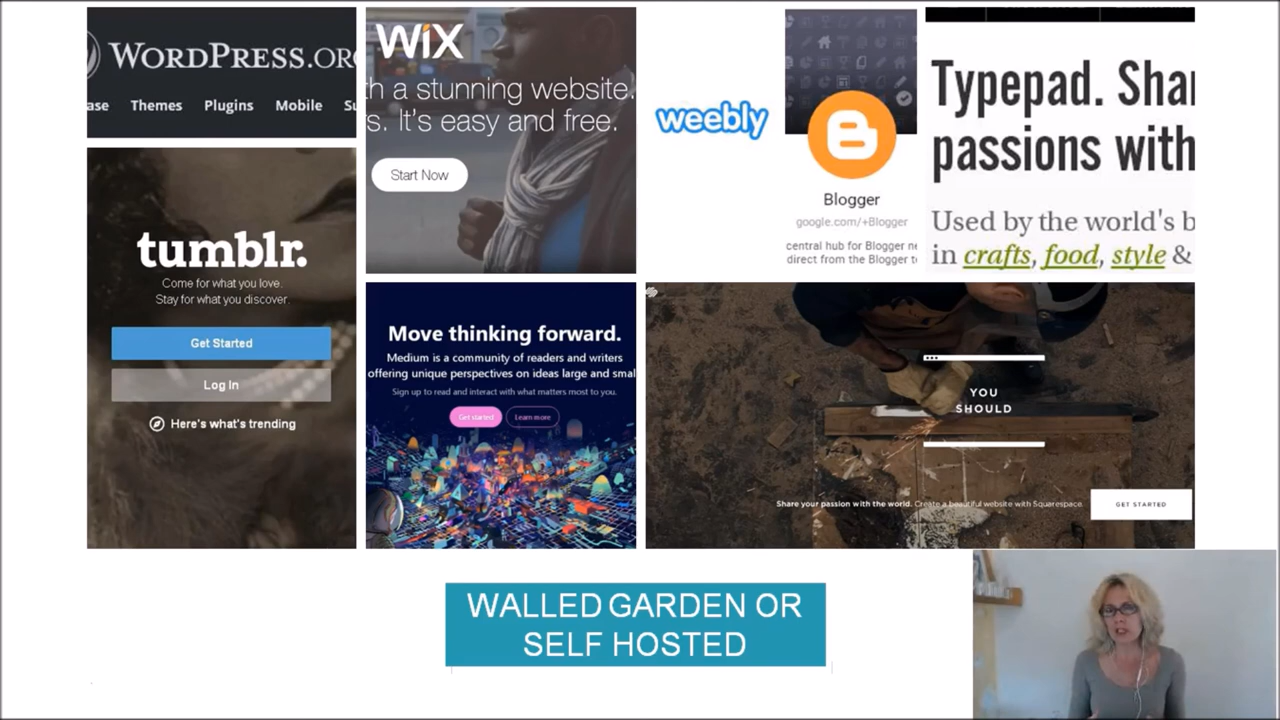 WORDPRESS.OR
ase Themes Plugins Mobile Su
WiX
th a stunning website.
s. It's easy and free.
Start Now
weebly
Blogger
google.com/+Blogger
central hub for Blogger ne
direct from the Blogger t
Typepad. Shar
passions with
Used by the world's b
in crafts, food, style &
tumblr.
Come for what you love.
Stay for what you discover.
Get Started
Log In
Here's what's trending
Move thinking forward.
Medium is a community of readers and writers
offering unique perspectives on ideas large and smal
Sign up to read and interact with what matters most to you.
Get started Learn more
YOU
SHOULD
Share your passion with the world. Create a beautiful website with Squarespace.
GET STARTED
WALLED GARDEN OR
SELF HOSTED